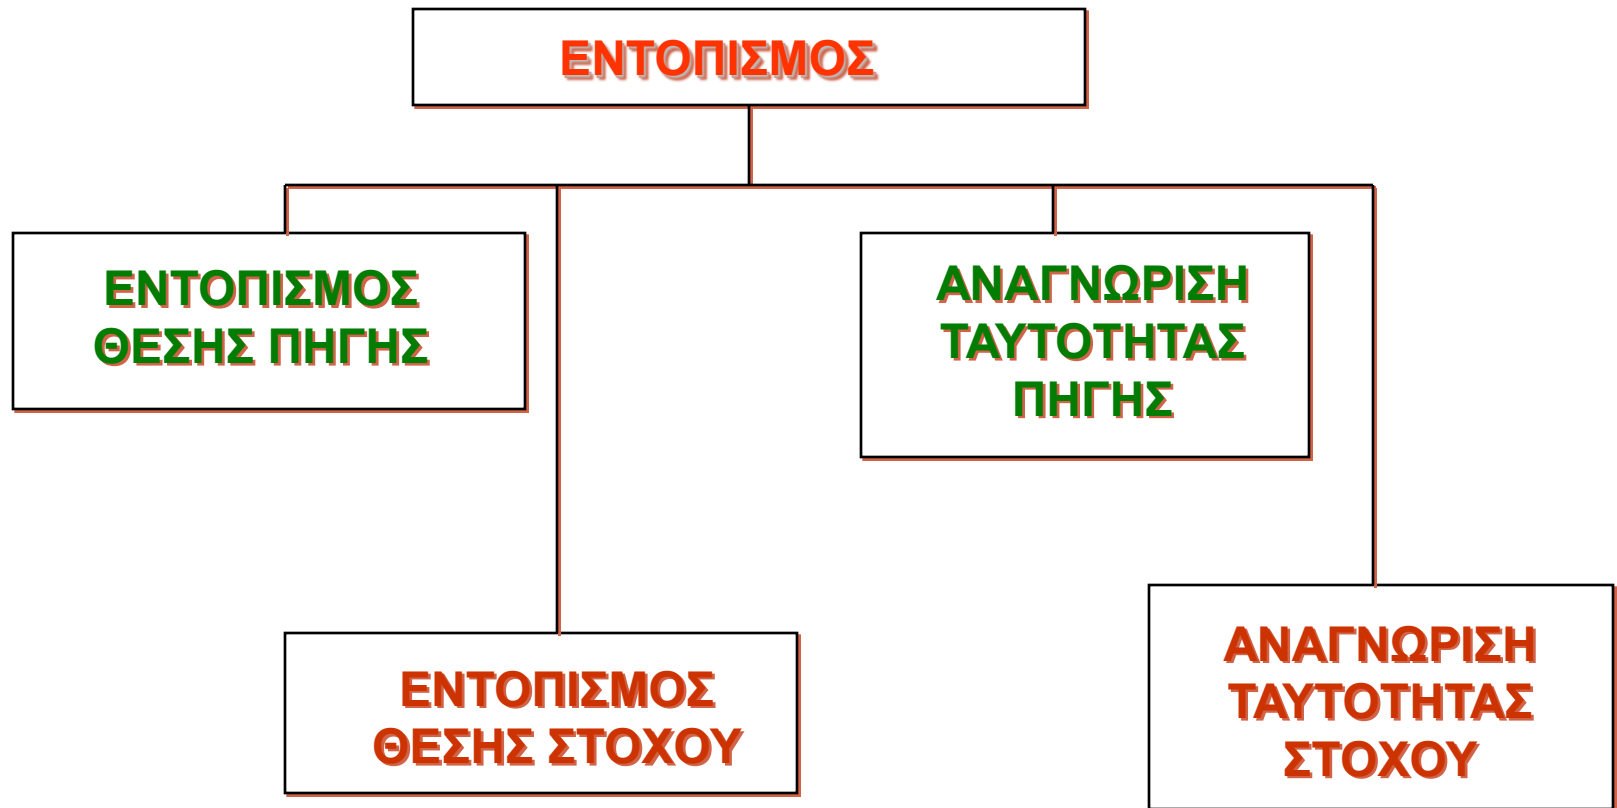 ΕΝΤΟΠΙΣΜΟΣ
ΕΝΤΟΠΙΣΜΟΣ
ΘΕΣΗΣ ΠΗΓΗΣ
ΑΝΑΓΝΩΡΙΣΗ
ΤΑΥΤΟΤΗΤΑΣ
ΠΗΓΗΣ
ΕΝΤΟΠΙΣΜΟΣ
ΘΕΣΗΣ ΣΤΟΧΟΥ
ΑΝΑΓΝΩΡΙΣΗ
ΤΑΥΤΟΤΗΤΑΣ
ΣΤΟΧΟΥ